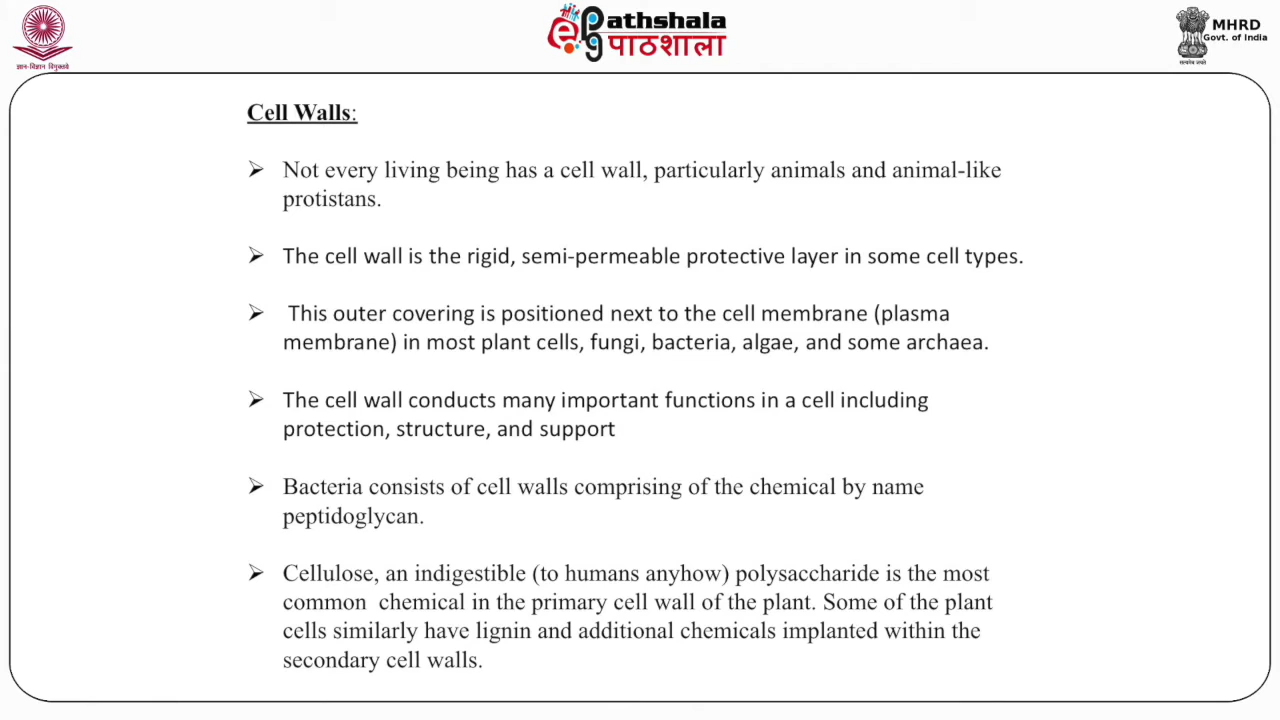 ज्ञान-विज्ञान विमुक्तये
ePathshala
पाठशाला
MHRD
Govt. of India
सत्यमेव जयते
Cell Walls:
➢ Not every living being has a cell wall, particularly animals and animal-like
protistans.
➢ The cell wall is the rigid, semi-permeable protective layer in some cell types.
➢ This outer covering is positioned next to the cell membrane (plasma
membrane) in most plant cells, fungi, bacteria, algae, and some archaea.
➢ The cell wall conducts many important functions in a cell including
protection, structure, and support
➢ Bacteria consists of cell walls comprising of the chemical by name
peptidoglycan.
➢ Cellulose, an indigestible (to humans anyhow) polysaccharide is the most
common chemical in the primary cell wall of the plant. Some of the plant
cells similarly have lignin and additional chemicals implanted within the
secondary cell walls.